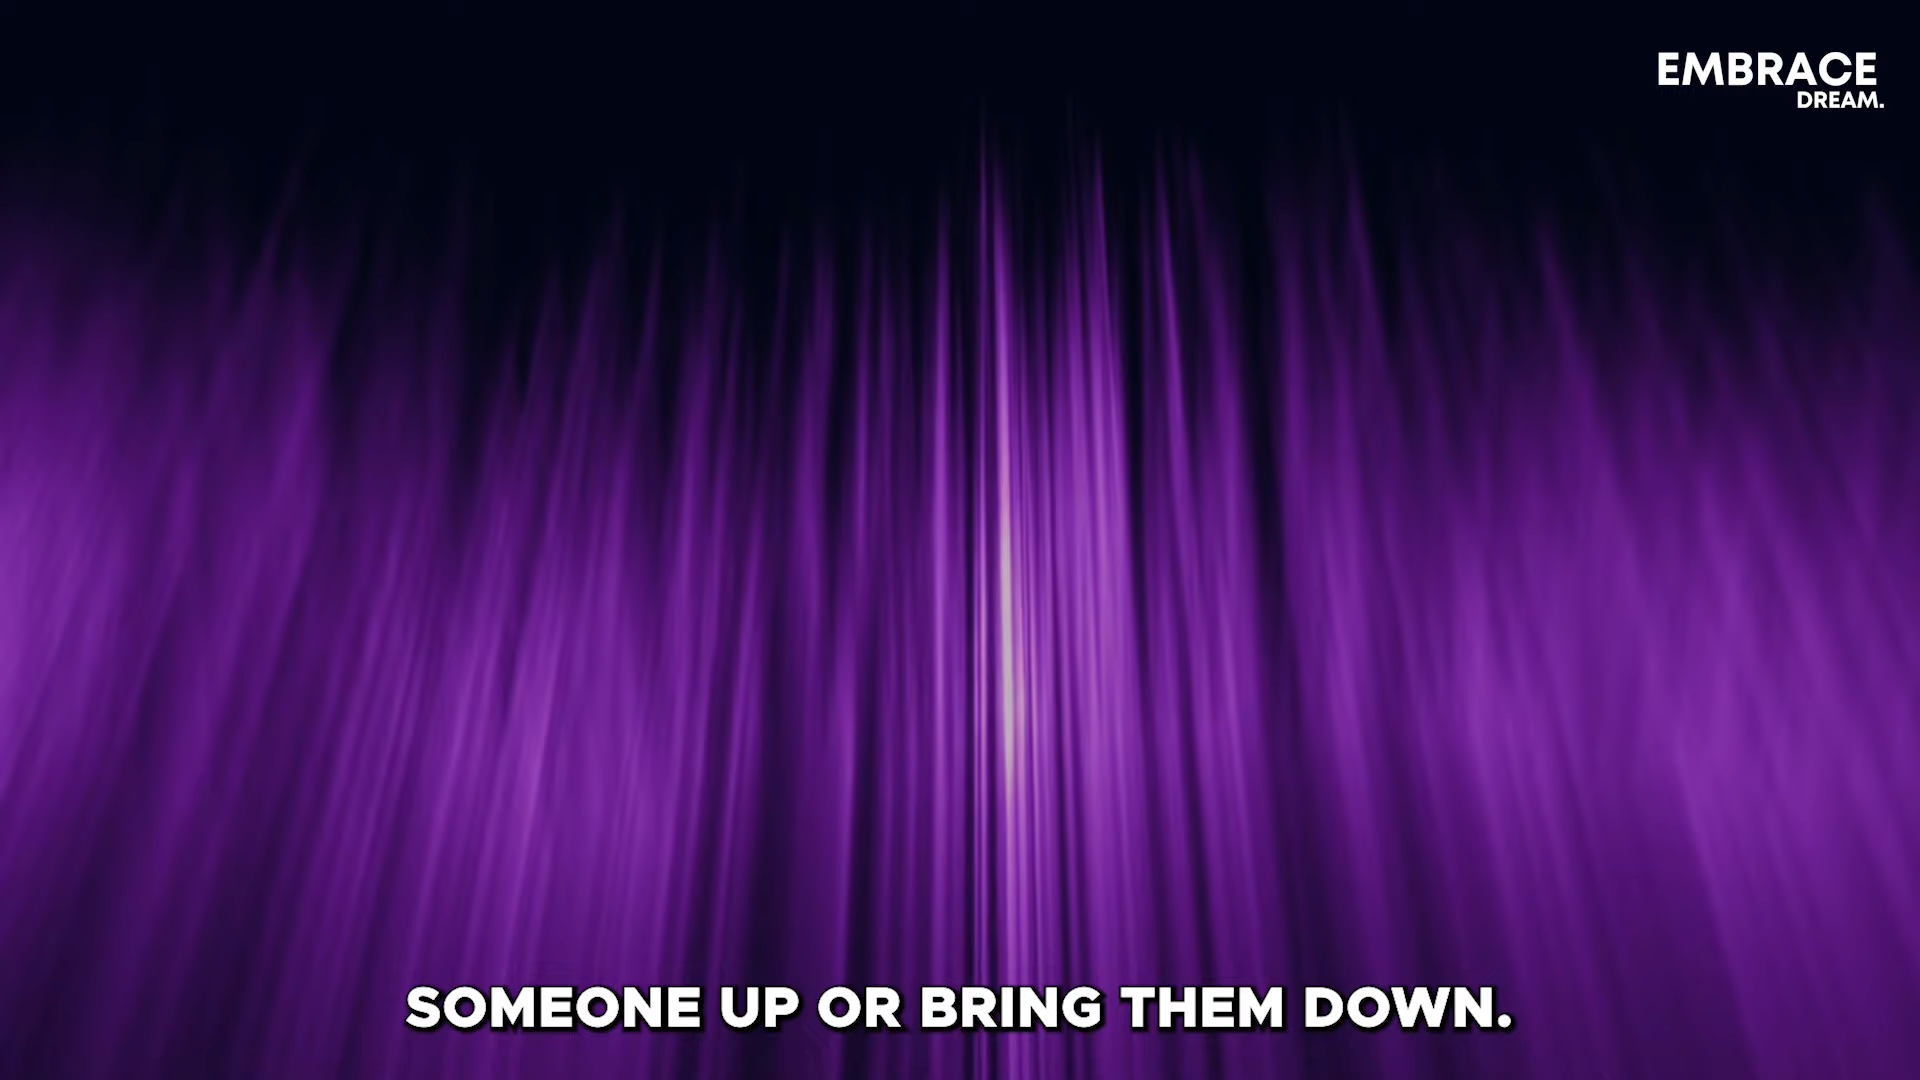 EMBRACE
DREAM.
SOMEONE UP OR BRING THEM DOWN.